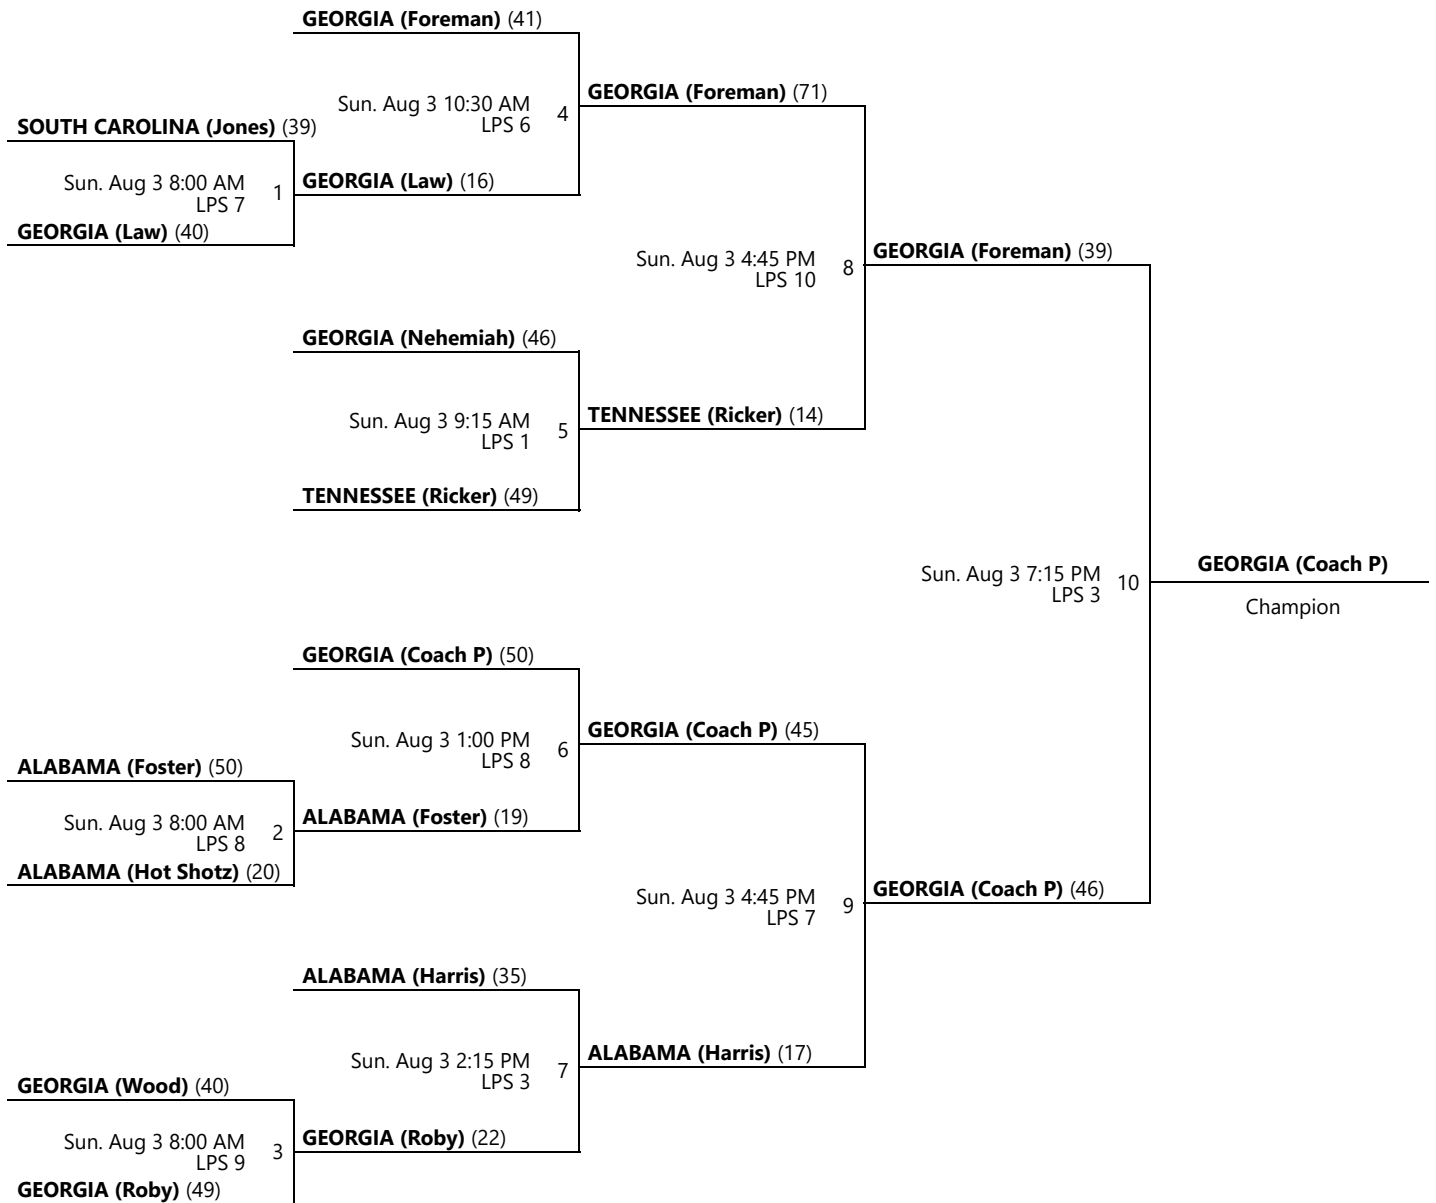 GEORGIA (Foreman) (41)
Sun. Aug 3 10:30 AM
LPS 6
4
GEORGIA (Foreman) (71)
SOUTH CAROLINA (Jones) (39)
Sun. Aug 3 8:00 AM
LPS 7
1
GEORGIA (Law) (16)
GEORGIA (Law) (40)
Sun. Aug 3 4:45 PM
LPS 10
8
GEORGIA (Foreman) (39)
GEORGIA (Nehemiah) (46)
Sun. Aug 3 9:15 AM
LPS 1
5
TENNESSEE (Ricker) (14)
TENNESSEE (Ricker) (49)
Sun. Aug 3 7:15 PM
LPS 3
10
GEORGIA (Coach P)
Champion
GEORGIA (Coach P) (50)
Sun. Aug 3 1:00 PM
LPS 8
6
GEORGIA (Coach P) (45)
ALABAMA (Foster) (50)
Sun. Aug 3 8:00 AM
LPS 8
2
ALABAMA (Foster) (19)
ALABAMA (Hot Shotz) (20)
Sun. Aug 3 4:45 PM
LPS 7
9
GEORGIA (Coach P) (46)
ALABAMA (Harris) (35)
Sun. Aug 3 2:15 PM
LPS 3
7
ALABAMA (Harris) (17)
GEORGIA (Wood) (40)
Sun. Aug 3 8:00 AM
LPS 9
3
GEORGIA (Roby) (22)
GEORGIA (Roby) (49)